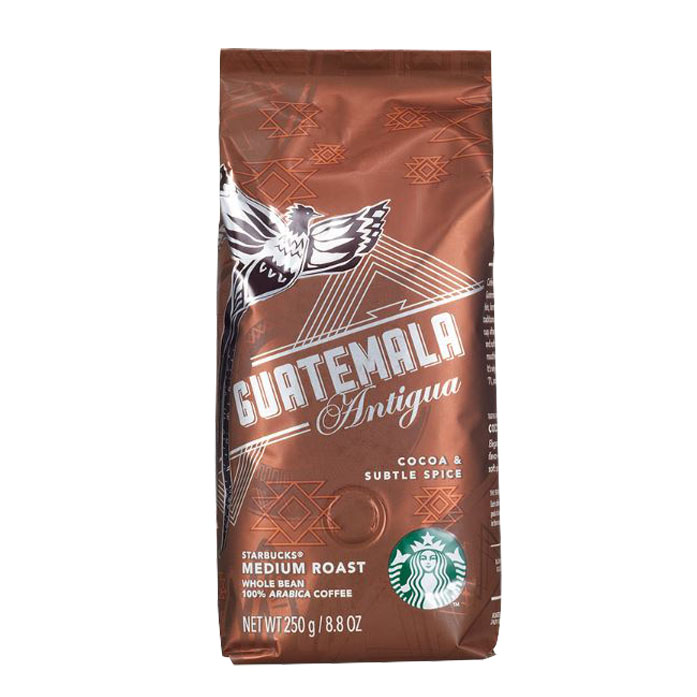 GUATEMALA
Antigua
COCOA &
SUBTLE SPICE
STARBUCKS®
MEDIUM ROAST
WHOLE BEAN
100% ARABICA COFFEE
NET WT 250 g / 8.8 OZ
TM